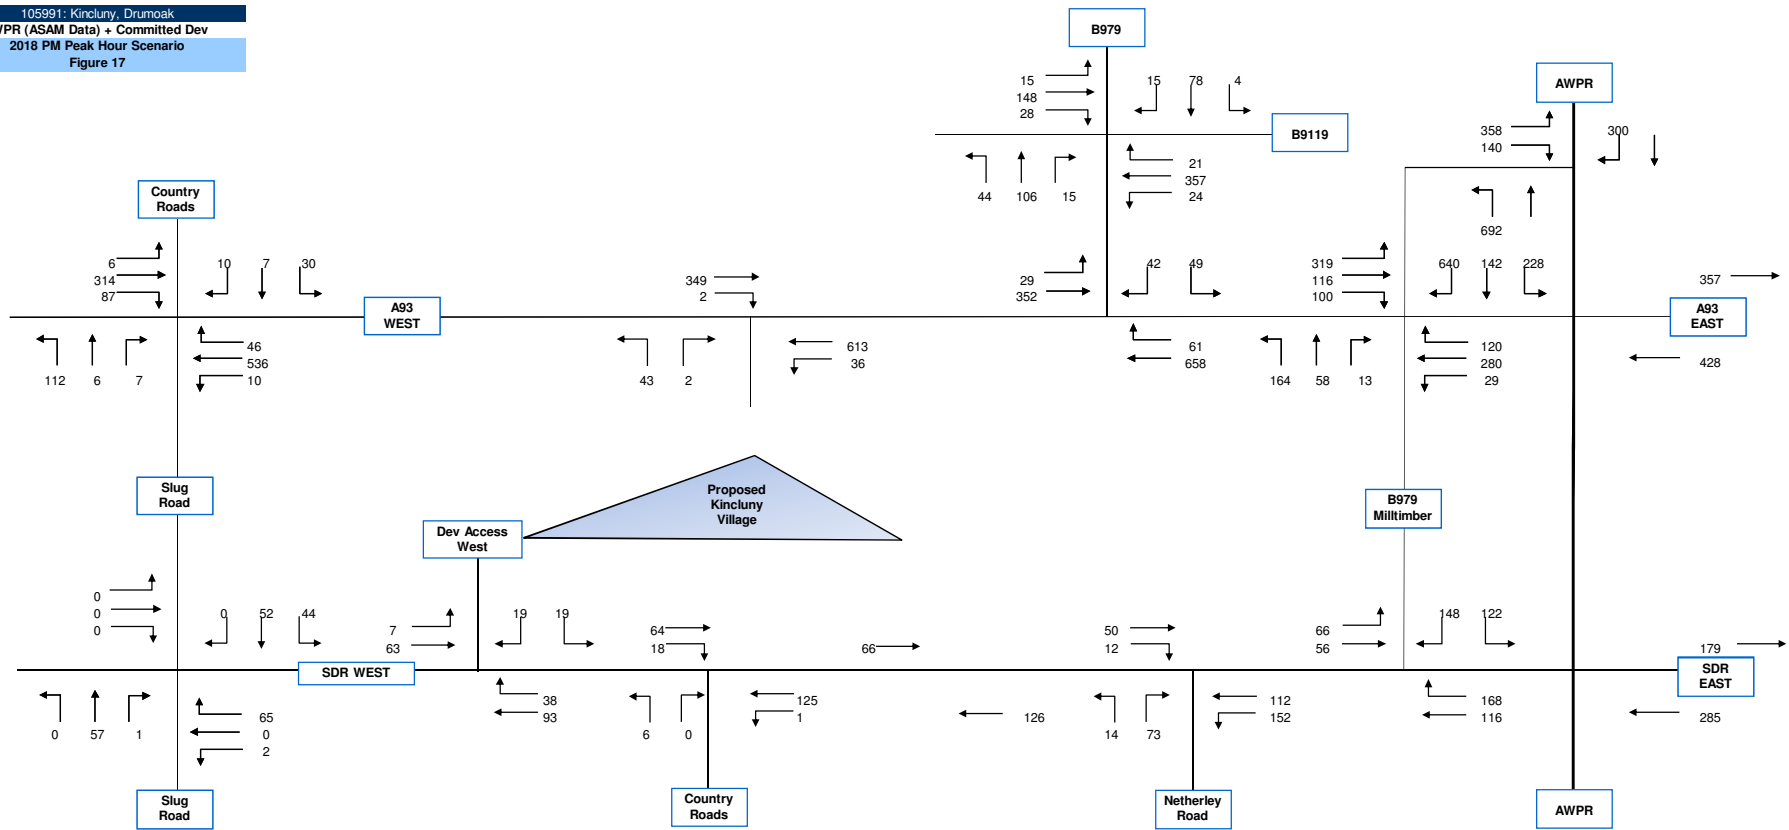 105991: Kincluny, Drumoak
PR (ASAM Data) + Committed Dev
2018 PM Peak Hour Scenario
Figure 17
B979
AWPR
15
148
28
15 78 4
B9119
358
140
300
21
357
24
44 106 15
692
Country
Roads
6
314
87
10 7 30
349
2
29
352
42 49
319
116
100
640 142 228
357
A93
WEST
A93
EAST
46
536
10
112 6 7
43 2
613
36
61
658
164 58 13
120
280
29
428
Slug
Road
Proposed
Kincluny
Village
B979
Milltimber
Dev Access
West
0
0
0
0 52 44
7
63
19 19
64
18
66
50
12
66
56
148 122
179
SDR WEST
SDR
EAST
65
0
2
0 57 1
38
93
6 0
125
1
126
14 73
112
152
168
116
285
Slug
Road
Country
Roads
Netherley
Road
AWPR